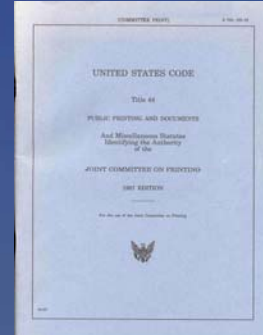 COMMITTEE PRINT
UNITED STATES CODE
Title 44
PUBLIC PRINTING AND DOCUMENTS
And Miscellaneous Statutes
Identifying the Authority
of the
JOINT COMMITTEE ON PRINTING
EDITION
For the use of the Joint Committee on Printing